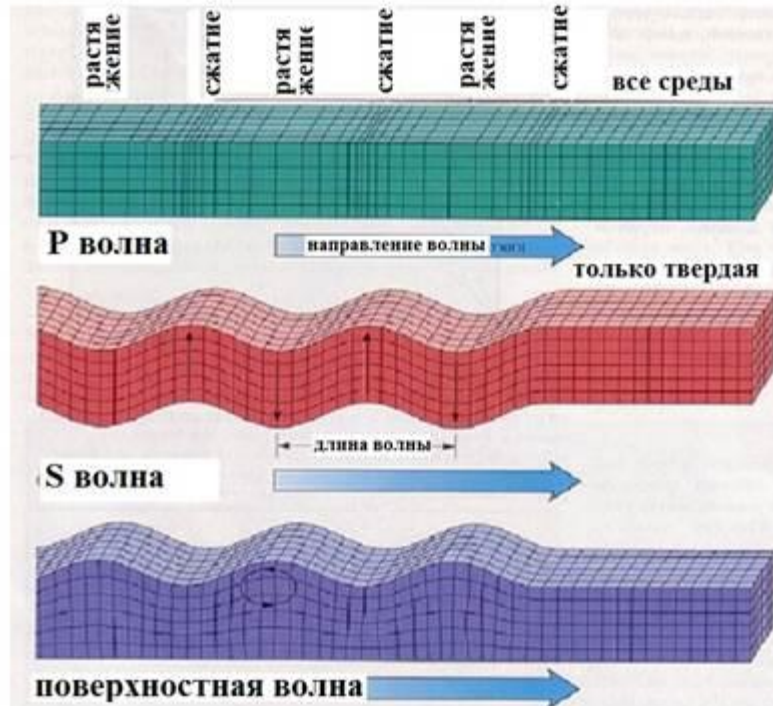 растя
жение
сжатие
растя
жение
сжатие
растя
жение
сжатие
все среды
P волна
направление волны
только твердая
длина волны
S волна
поверхностная волна